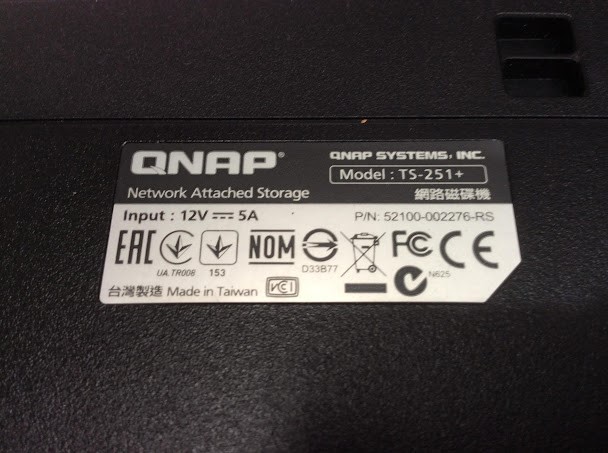 QNAP®
QNAP SYSTEMS, INC.
Model : TS-251+
Network Attached Storage
網路磁碟機
Input : 12V ⎓ 5A
P/N: 52100-002276-RS
EAC
UA.TR008
153
NOM
D33B77
FC CE
N625
台灣製造 Made in Taiwan
VCI